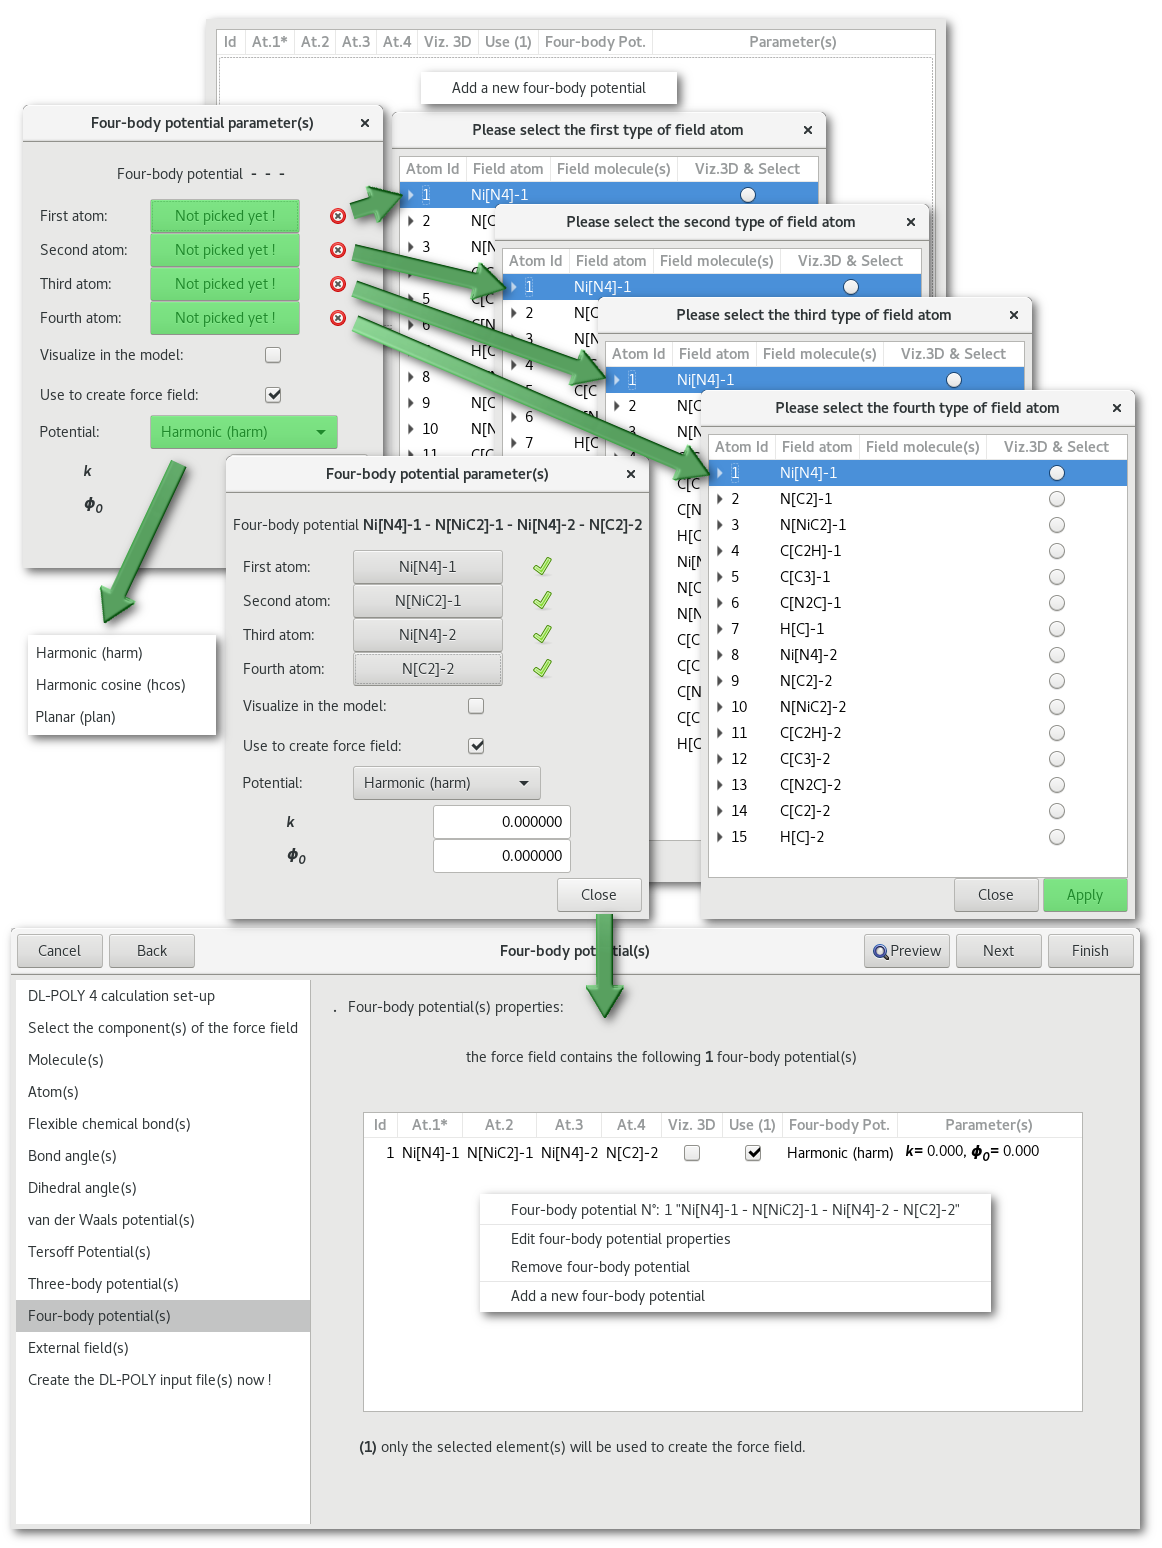 Id At.1* At.2 At.3 At.4 Viz. 3D Use (1) Four-body Pot. Parameter(s)
Add a new four-body potential
Four-body potential parameter(s)
Four-body potential - - -
First atom: Not picked yet !
Second atom: Not picked yet !
Third atom: Not picked yet !
Fourth atom: Not picked yet !
Visualize in the model:
Use to create force field:
Potential: Harmonic (harm)
k
ϕ0
Harmonic (harm)
Harmonic cosine (hcos)
Planar (plan)
Please select the first type of field atom
Atom Id Field atom Field molecule(s) Viz.3D & Select
1 Ni[N4]-1
2 N[C
3 N[N
5 C[C
6 C[N
H[C
8
9 N[C
10 N[N
11 C[C
Please select the second type of field atom
Atom Id Field atom Field molecule(s) Viz.3D & Select
1 Ni[N4]-1
2 N[C
3 N[N
4 C[C
5 C[C
6
7 H[C
Please select the third type of field atom
Atom Id Field atom Field molecule(s) Viz.3D & Select
1 Ni[N4]-1
2 N[C
3 N[N
4
C[C
C[N
H[C
Ni[N
N[C
N[N
C[C
C[C
C[N
C[C
H[C
Please select the fourth type of field atom
Atom Id Field atom Field molecule(s) Viz.3D & Select
1 Ni[N4]-1
2 N[C2]-1
3 N[NiC2]-1
4 C[C2H]-1
5 C[C3]-1
6 C[N2C]-1
7 H[C]-1
8 Ni[N4]-2
9 N[C2]-2
10 N[NiC2]-2
11 C[C2H]-2
12 C[C3]-2
13 C[N2C]-2
14 C[C2]-2
15 H[C]-2
Close Apply
Four-body potential parameter(s)
Four-body potential Ni[N4]-1 - N[NiC2]-1 - Ni[N4]-2 - N[C2]-2
First atom: Ni[N4]-1
Second atom: N[NiC2]-1
Third atom: Ni[N4]-2
Fourth atom: N[C2]-2
Visualize in the model:
Use to create force field:
Potential: Harmonic (harm)
k 0.000000
ϕ0 0.000000
Close
Cancel Back Four-body potential(s) Preview Next Finish
DL-POLY 4 calculation set-up
Select the component(s) of the force field
Molecule(s)
Atom(s)
Flexible chemical bond(s)
Bond angle(s)
Dihedral angle(s)
van der Waals potential(s)
Tersoff Potential(s)
Three-body potential(s)
Four-body potential(s)
External field(s)
Create the DL-POLY input file(s) now !
. Four-body potential(s) properties:
the force field contains the following 1 four-body potential(s)
Id At.1* At.2 At.3 At.4 Viz. 3D Use (1) Four-body Pot. Parameter(s)
1 Ni[N4]-1 N[NiC2]-1 Ni[N4]-2 N[C2]-2 Harmonic (harm) k= 0.000, ϕ0= 0.000
Four-body potential N°: 1 "Ni[N4]-1 - N[NiC2]-1 - Ni[N4]-2 - N[C2]-2"
Edit four-body potential properties
Remove four-body potential
Add a new four-body potential
(1) only the selected element(s) will be used to create the force field.